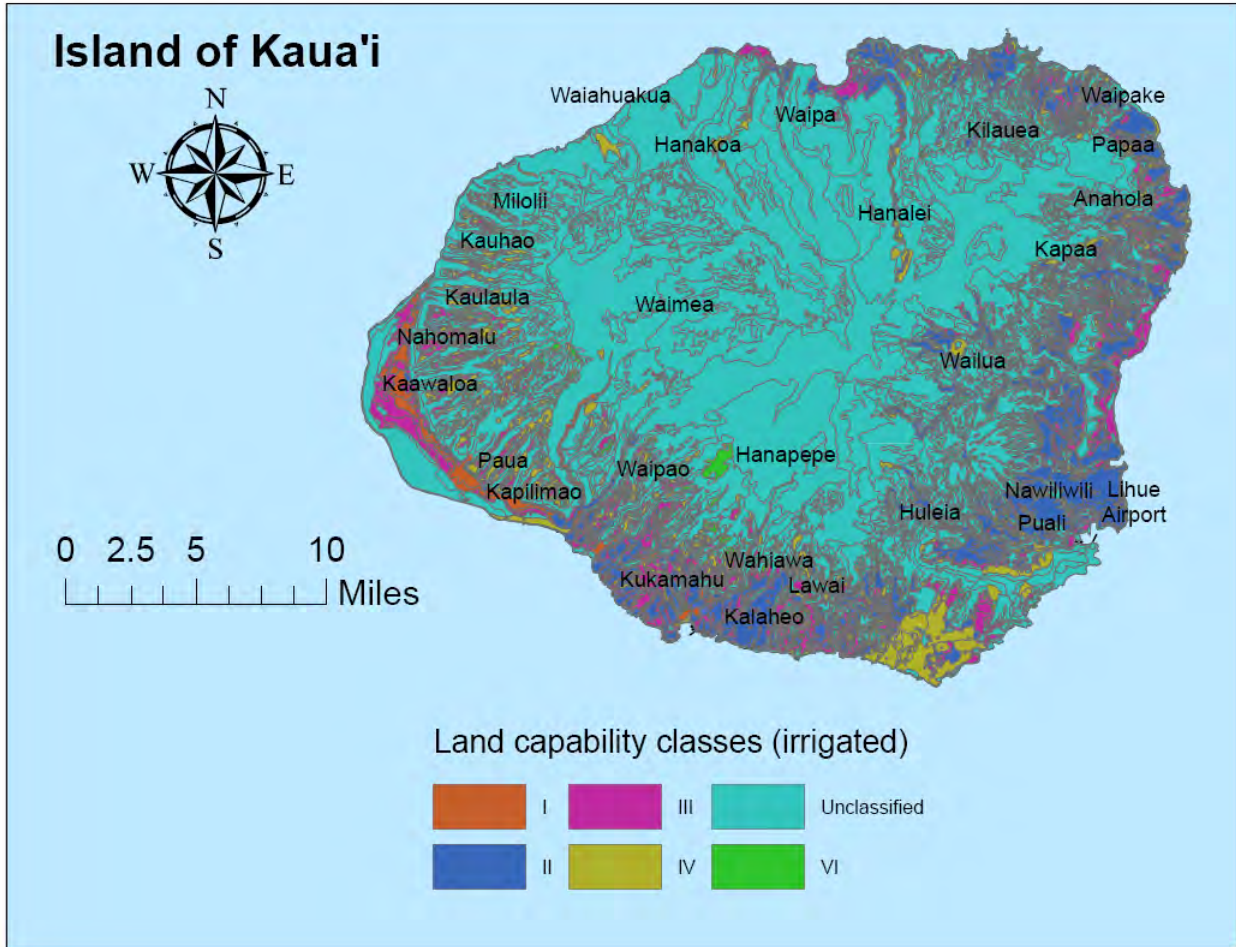 Island of Kaua'i
N
W E
S
Waiahuakua
Waipake
Waipa
Kilauea
Hanakoa
Papaa
Milolii
Anahola
Hanalei
Kauhao
Kapaa
Kaulaula
Waimea
Nahomalu
Wailua
Kaawaloa
Hanapepe
Paua
Waipao
Kapilimao
Nawiliwili
Lihue
Airport
Huleia
Puali
0 2.5 5 10
Miles
Wahiawa
Kukamahu
Lawai
Kalaheo
Land capability classes (irrigated)
I III Unclassified
II IV VI